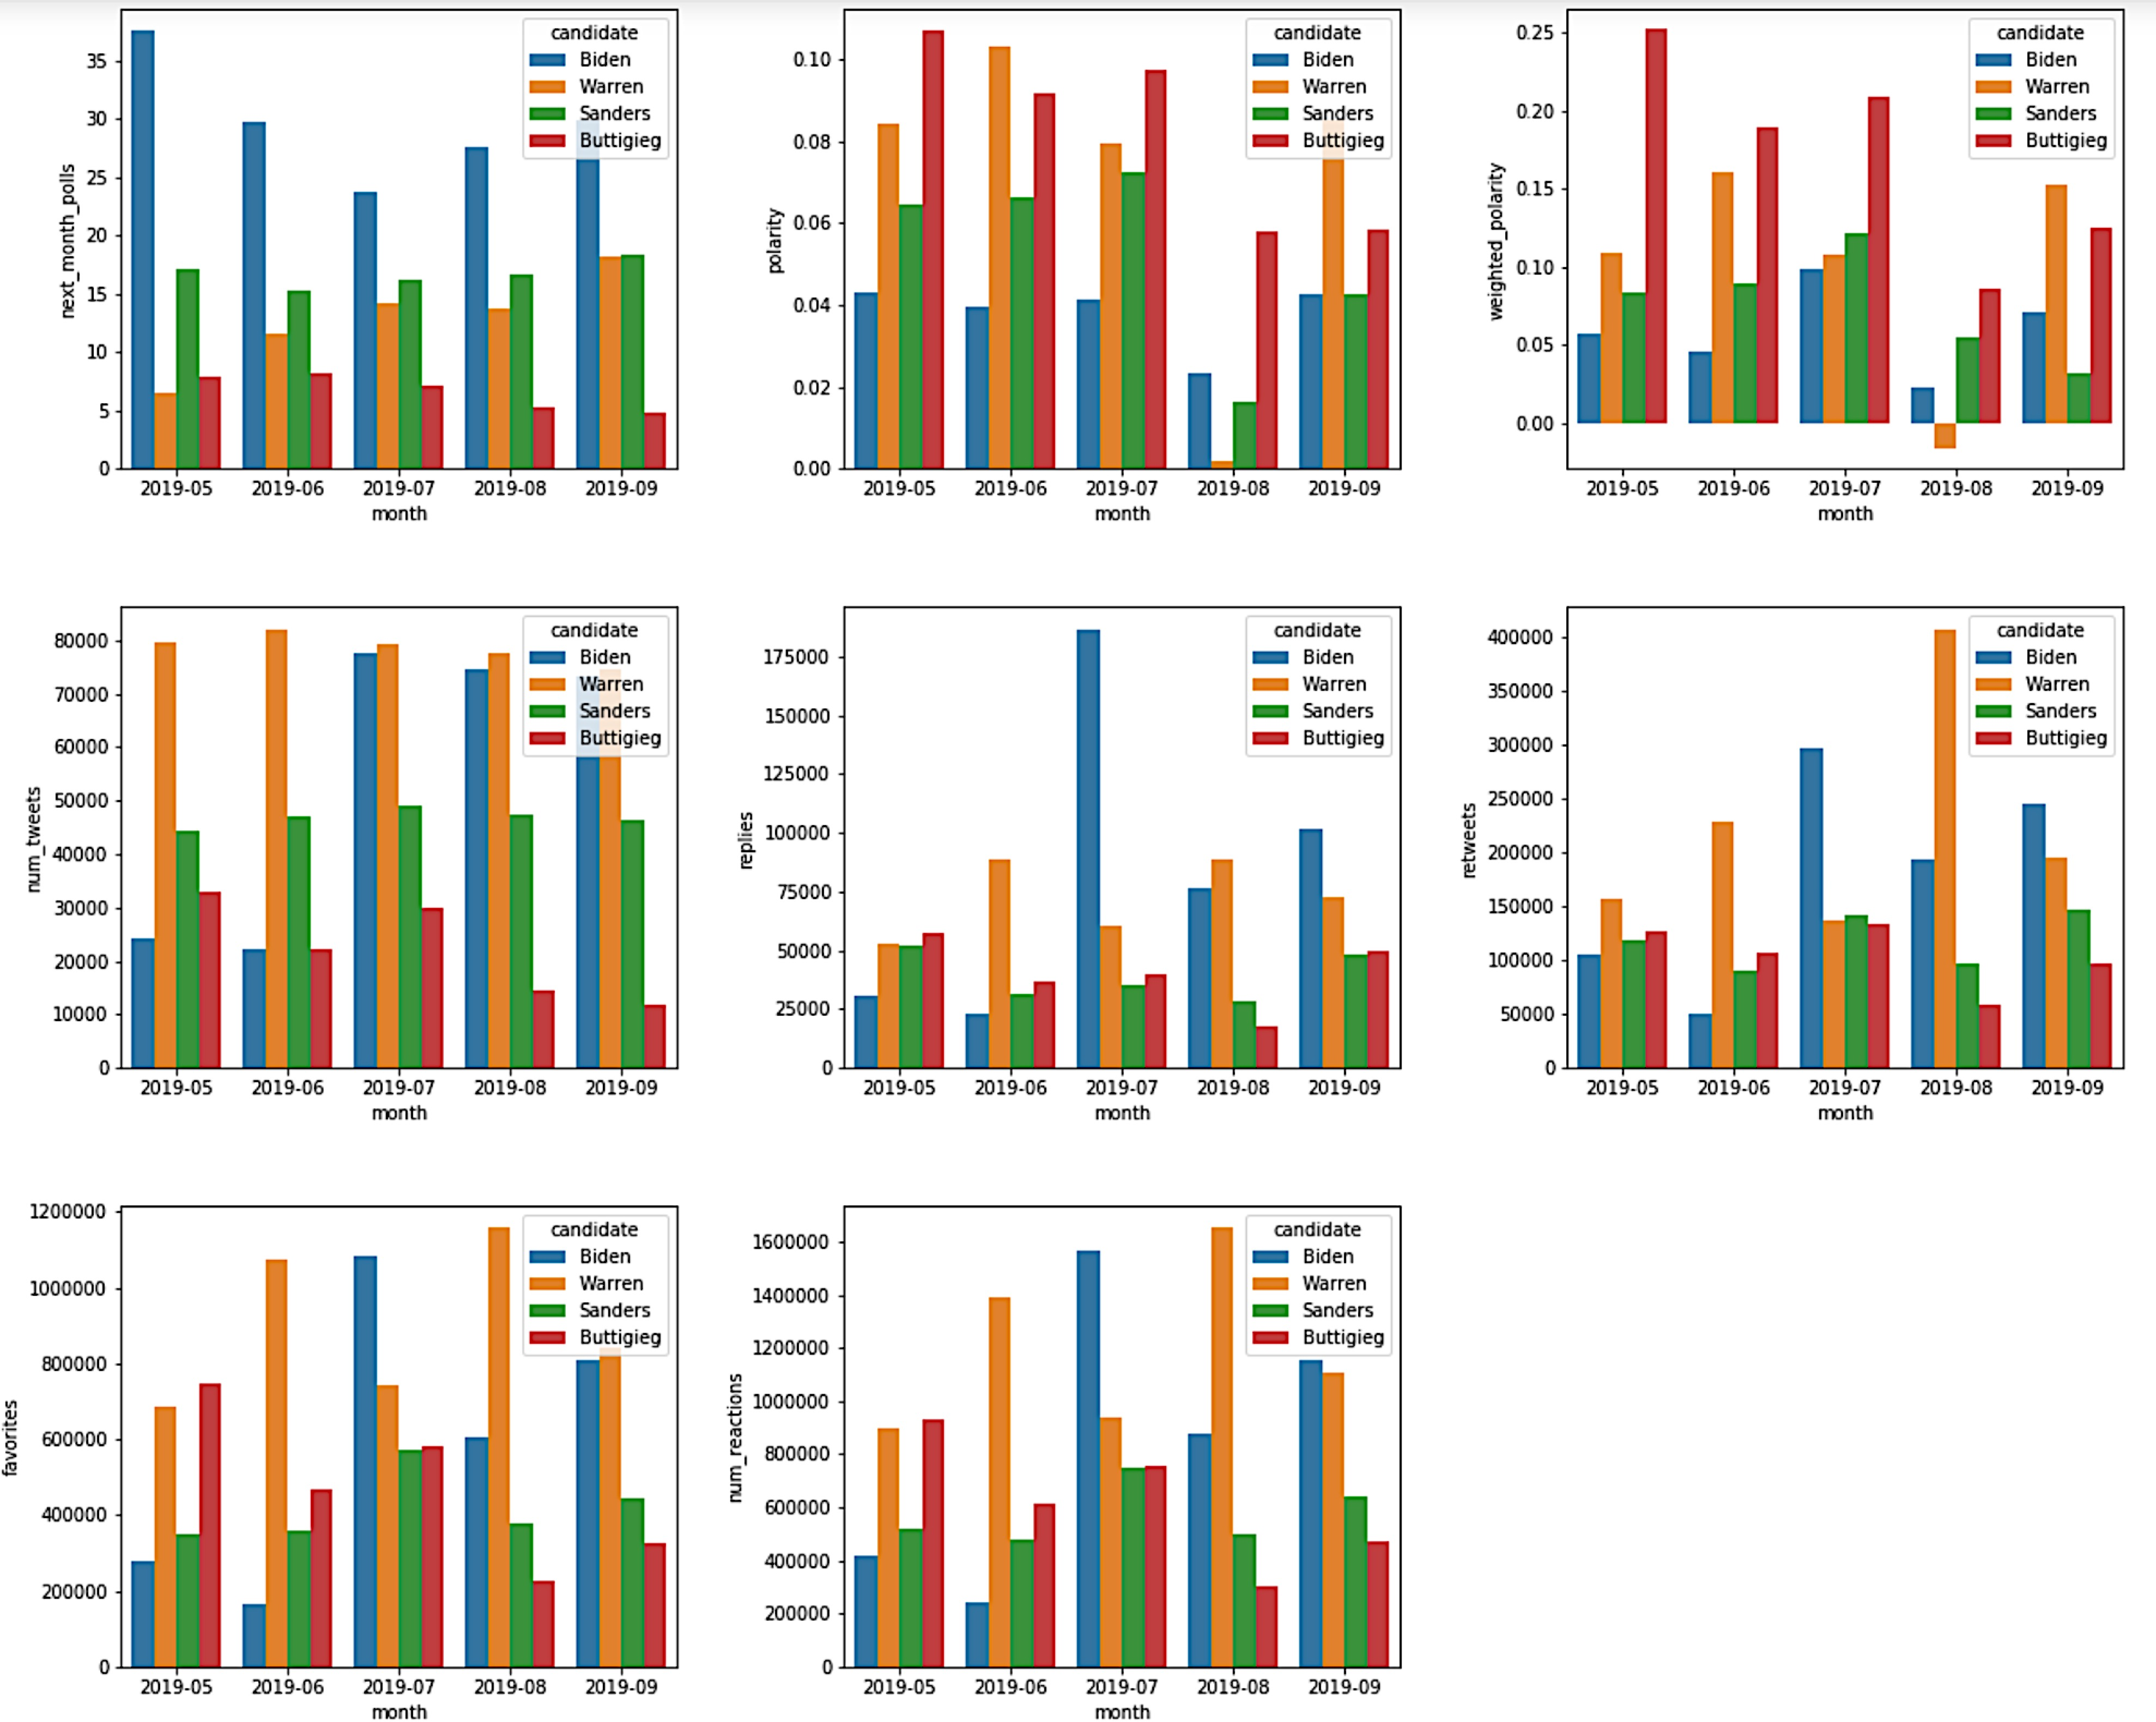 next_month_polls
35
30
25
20
15
10
5
0
2019-05 2019-06 2019-07 2019-08 2019-09
month
candidate
Biden
Warren
Sanders
Buttigieg
polarity
0.10
0.08
0.06
0.04
0.02
0.00
2019-05 2019-06 2019-07 2019-08 2019-09
month
candidate
Biden
Warren
Sanders
Buttigieg
weighted_polarity
0.25
0.20
0.15
0.10
0.05
0.00
2019-05 2019-06 2019-07 2019-08 2019-09
month
candidate
Biden
Warren
Sanders
Buttigieg
num_tweets
80000
70000
60000
50000
40000
30000
20000
10000
0
2019-05 2019-06 2019-07 2019-08 2019-09
month
candidate
Biden
Warren
Sanders
Buttigieg
replies
175000
150000
125000
100000
75000
50000
25000
0
2019-05 2019-06 2019-07 2019-08 2019-09
month
candidate
Biden
Warren
Sanders
Buttigieg
retweets
400000
350000
300000
250000
200000
150000
100000
50000
0
2019-05 2019-06 2019-07 2019-08 2019-09
month
candidate
Biden
Warren
Sanders
Buttigieg
favorites
1200000
1000000
800000
600000
400000
200000
0
2019-05 2019-06 2019-07 2019-08 2019-09
month
candidate
Biden
Warren
Sanders
Buttigieg
num_reactions
1600000
1400000
1200000
1000000
800000
600000
400000
200000
0
2019-05 2019-06 2019-07 2019-08 2019-09
month
candidate
Biden
Warren
Sanders
Buttigieg